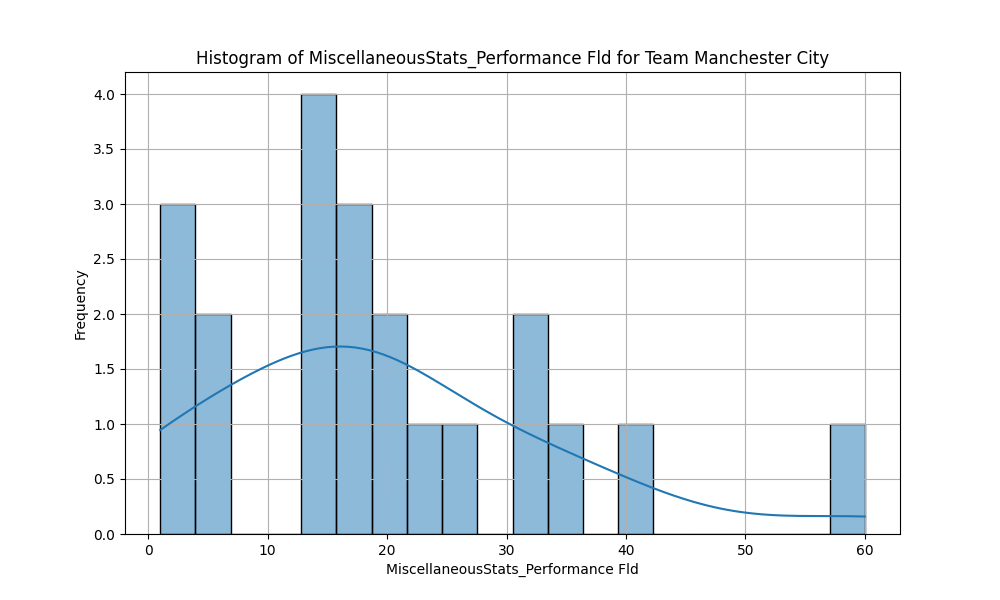 Histogram of MiscellaneousStats_Performance Fld for Team Manchester City
4.0
3.5
3.0
2.5
2.0
1.5
1.0
0.5
0.0
Frequency
0 10 20 30 40 50 60
MiscellaneousStats_Performance Fld